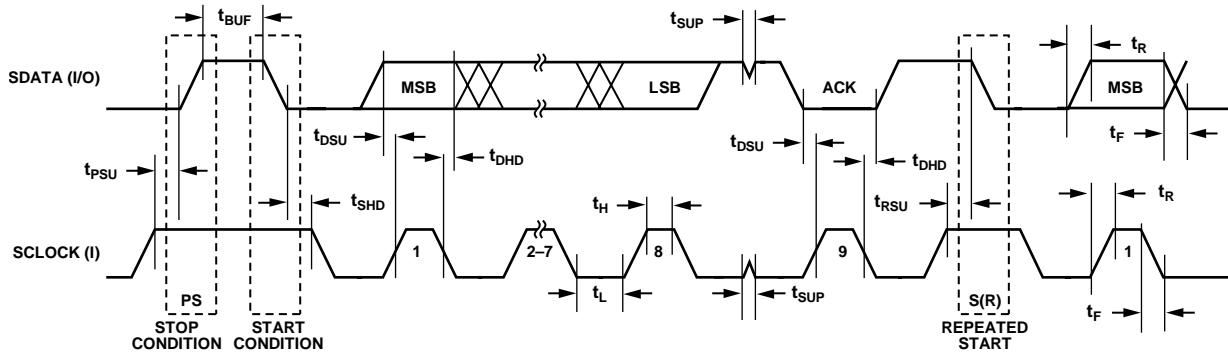 tBUF
tSUP
tR
SDATA (I/O)
MSB
LSB
ACK
MSB
tDSU
tDHD
tDSU
tDHD
tF
tPSU
tSHD
tH
tRSU
tR
SCLOCK (I)
1
2–7
8
9
1
PS
tL
tSUP
S(R)
tF
STOP
CONDITION
START
CONDITION
REPEATED
START